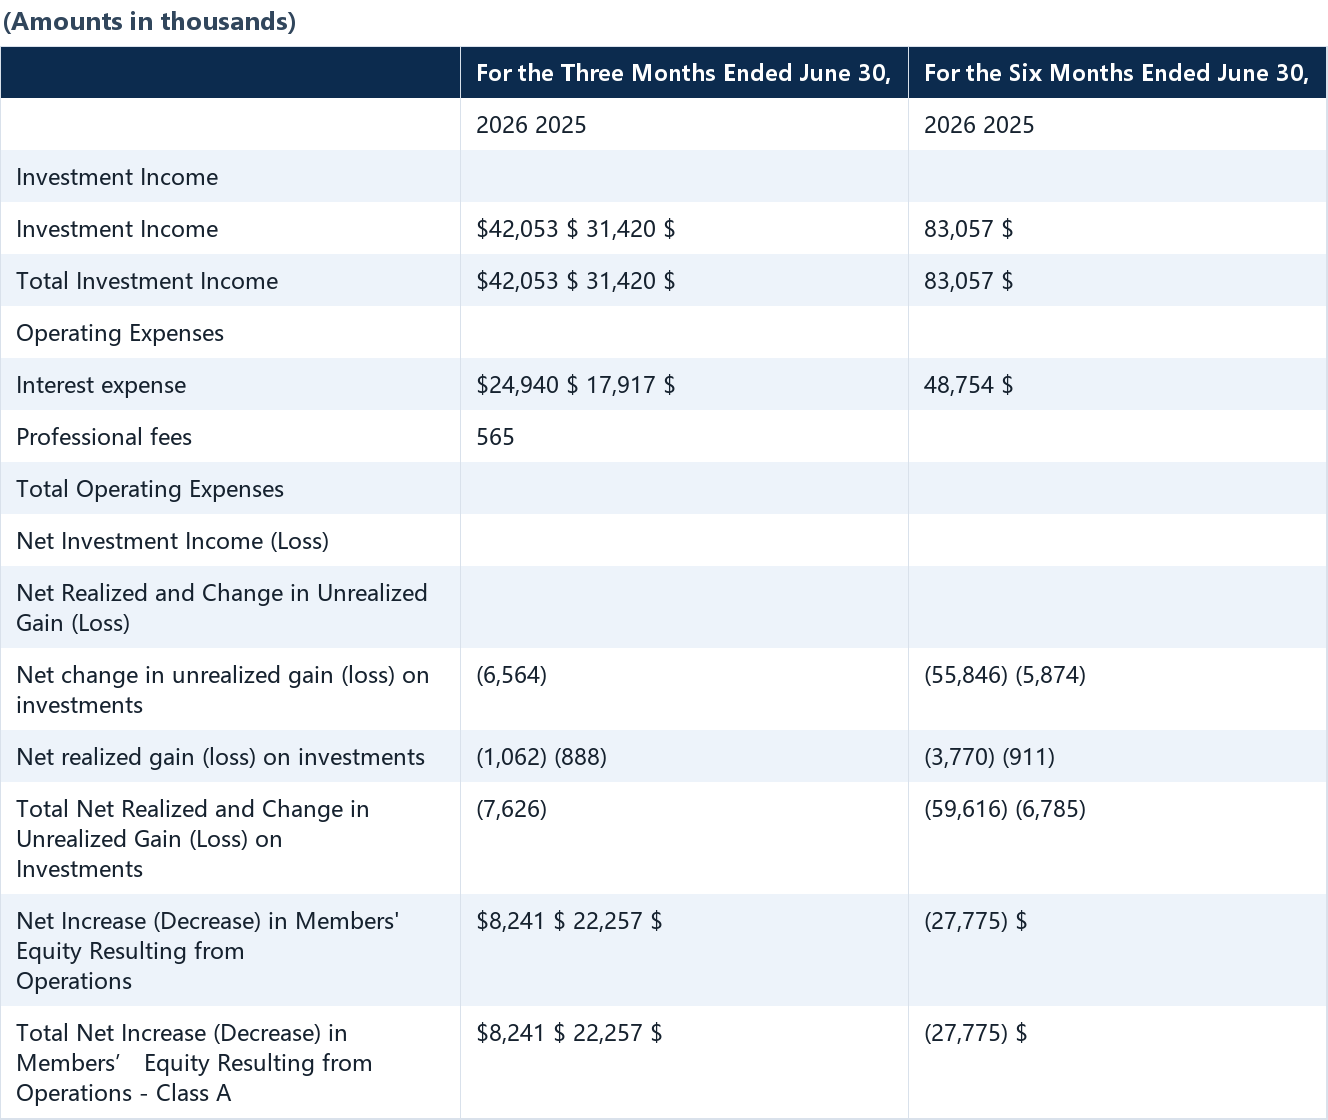 (Amounts in thousands)
For the Three Months Ended June 30, For the Six Months Ended June 30,
2026 2025 2026 2025
Investment Income
Investment Income $42,053 $ 31,420 $ 83,057 $
Total Investment Income $42,053 $ 31,420 $ 83,057 $
Operating Expenses
Interest expense $24,940 $ 17,917 $ 48,754 $
Professional fees 565
Total Operating Expenses
Net Investment Income (Loss)
Net Realized and Change in Unrealized
Gain (Loss)
Net change in unrealized gain (loss) on (6,564) (55,846) (5,874)
investments
Net realized gain (loss) on investments (1,062) (888) (3,770) (911)
Total Net Realized and Change in (7,626) (59,616) (6,785)
Unrealized Gain (Loss) on
Investments
Net Increase (Decrease) in Members' $8,241 $ 22,257 $ (27,775) $
Equity Resulting from
Operations
Total Net Increase (Decrease) in $8,241 $ 22,257 $ (27,775) $
Members’ Equity Resulting from
Operations - Class A